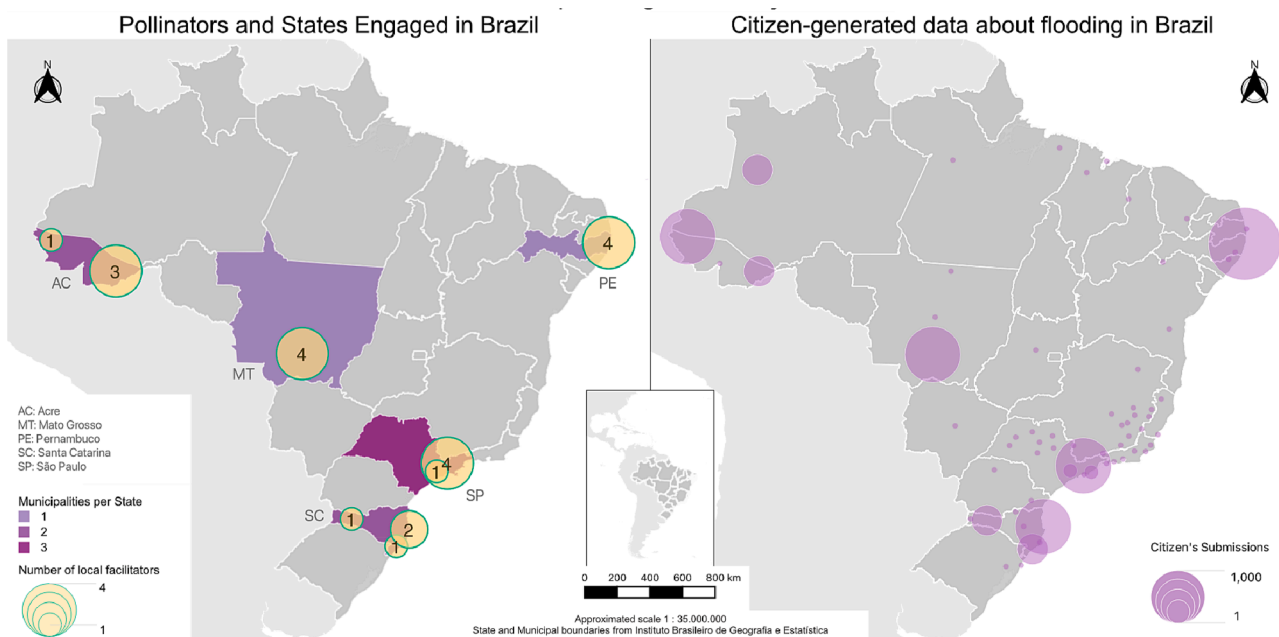 Pollinators and States Engaged in Brazil
N
1
3
AC
4
PE
4
MT
4
1
SP
SC
1
2
1
AC: Acre
MT: Mato Grosso
PE: Pernambuco
SC: Santa Catarina
SP: São Paulo
Municipalities per State
1
2
3
Number of local facilitators
4
1
Citizen-generated data about flooding in Brazil
N
0 200 400 600 800 km
Approximated scale 1 : 35.000.000
State and Municipal boundaries from Instituto Brasileiro de Geografia e Estatística
Citizen's Submissions
1,000
1